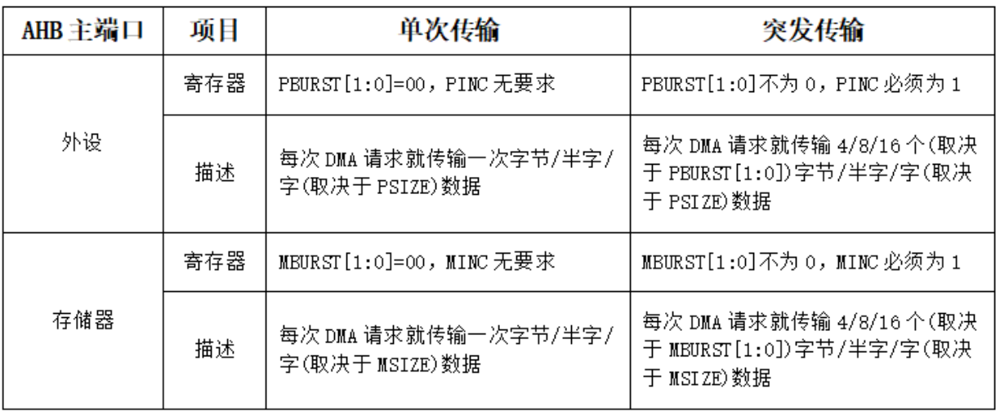 AHB 主端口 项目 单次传输 突发传输
外设
寄存器 PBURST[1:0]=00，PINC 无要求 PBURST[1:0]不为 0，PINC 必须为 1
描述
每次 DMA 请求就传输一次字节/半字/
字(取决于 PSIZE)数据
每次 DMA 请求就传输 4/8/16 个(取决
于 PBURST[1:0])字节/半字/字(取决
于 PSIZE)数据
存储器
寄存器 MBURST[1:0]=00，MINC 无要求 MBURST[1:0]不为 0，MINC 必须为 1
描述
每次 DMA 请求就传输一次字节/半字/
字(取决于 MSIZE)数据
每次 DMA 请求就传输 4/8/16 个(取决
于 MBURST[1:0])字节/半字/字(取决
于 MSIZE)数据